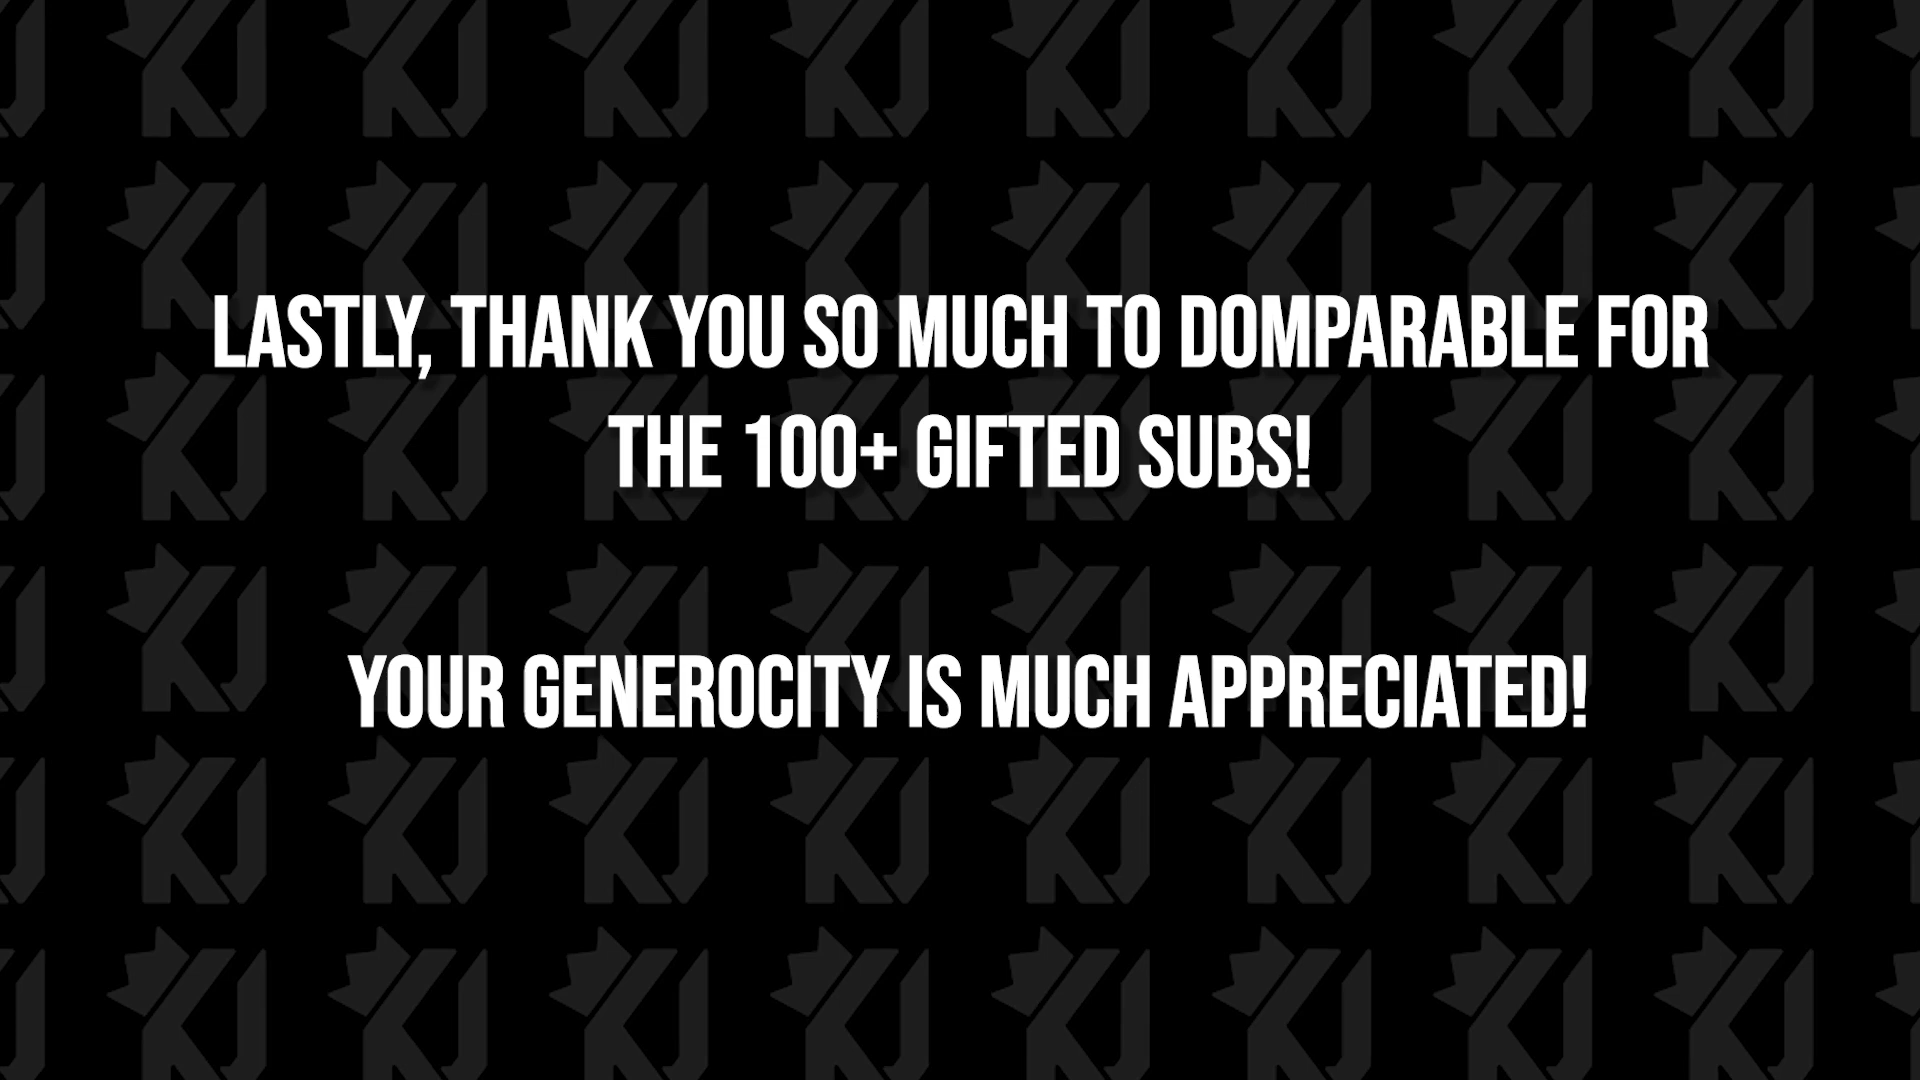 LASTLY, THANK YOU SO MUCH TO DOMPARABLE FOR
THE 100+ GIFTED SUBS!
YOUR GENEROCITY IS MUCH APPRECIATED!